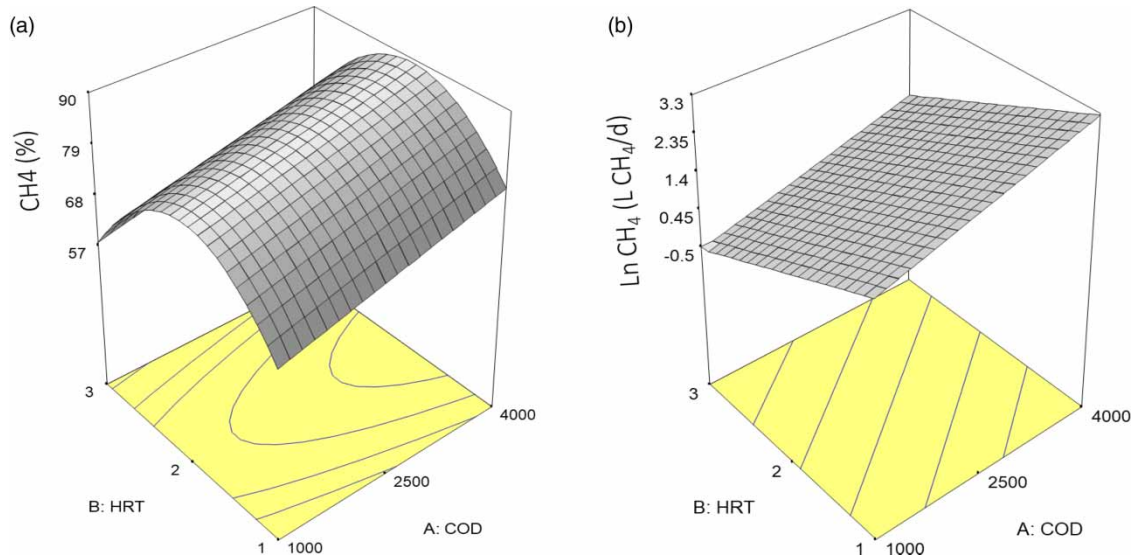 (a)
90
79
68
57
CH4 (%)
3
2
1
B: HRT
1000
2500
4000
A: COD
(b)
3.3
2.35
1.4
0.45
-0.5
Ln CH₄ (L CH₄/d)
3
2
1
B: HRT
1000
2500
4000
A: COD